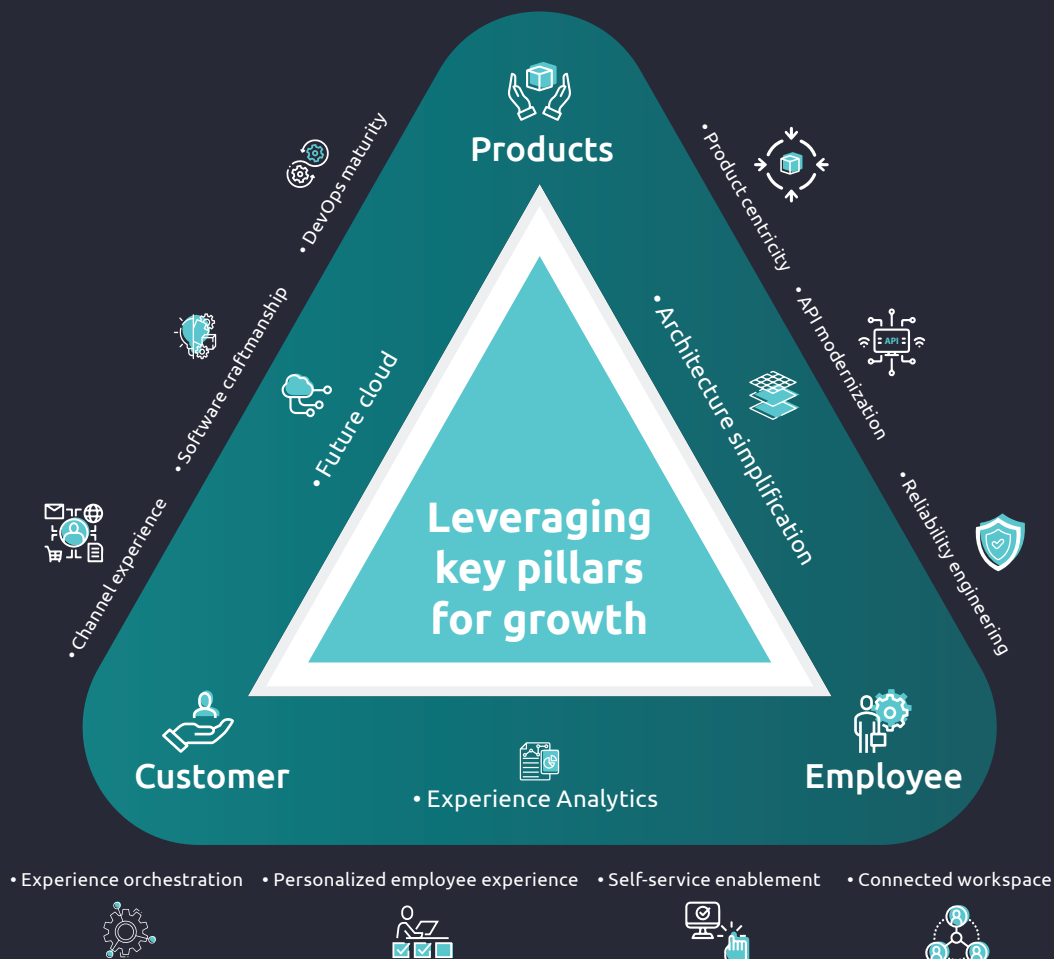 Products
• DevOps maturity
• Product centricity
• Software craftmanship
• API modernization
API
• Future cloud
• Architecture simplification
• Channel experience
• Reliability engineering
Leveraging
key pillars
for growth
Customer
Employee
• Experience Analytics
• Experience orchestration
• Personalized employee experience
• Self-service enablement
• Connected workspace